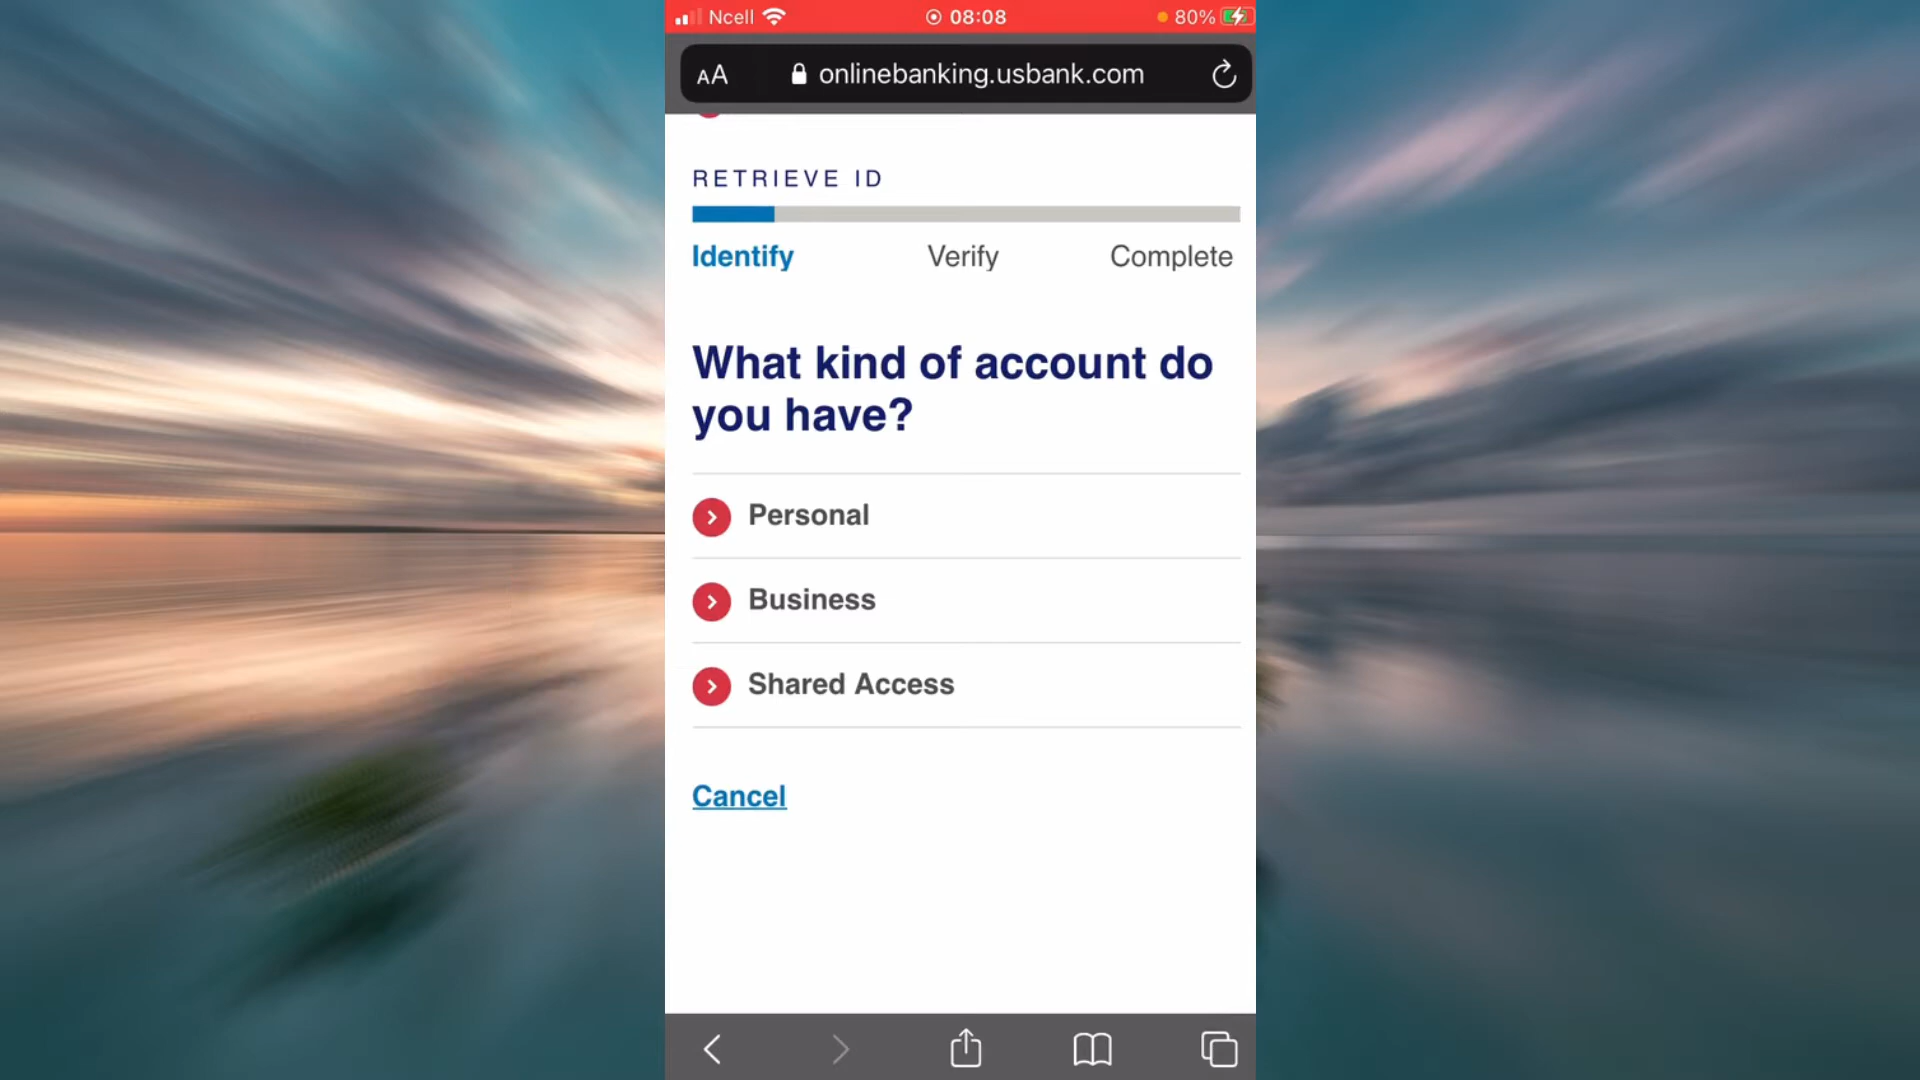 Ncell 08:08 80%
AA onlinebanking.usbank.com
RETRIEVE ID
Identify Verify Complete
What kind of account do
you have?
Personal
Business
Shared Access
Cancel